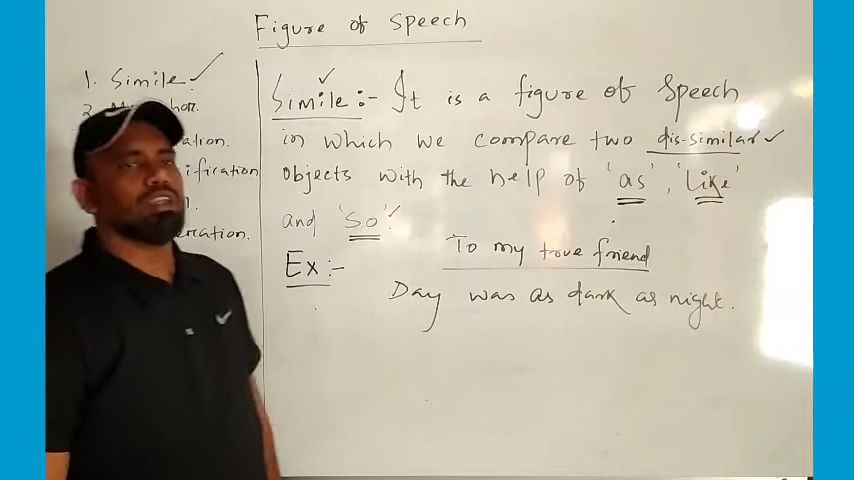 Figure of Speech
1. Simile
2.
ation.
ification
1.
eration.
Simile :- It is a figure of Speech
in which we compare two dis-similar
objects with the help of 'as', 'Like'
and 'so'.
Ex :-
To my true friend
Day was as dark as night.